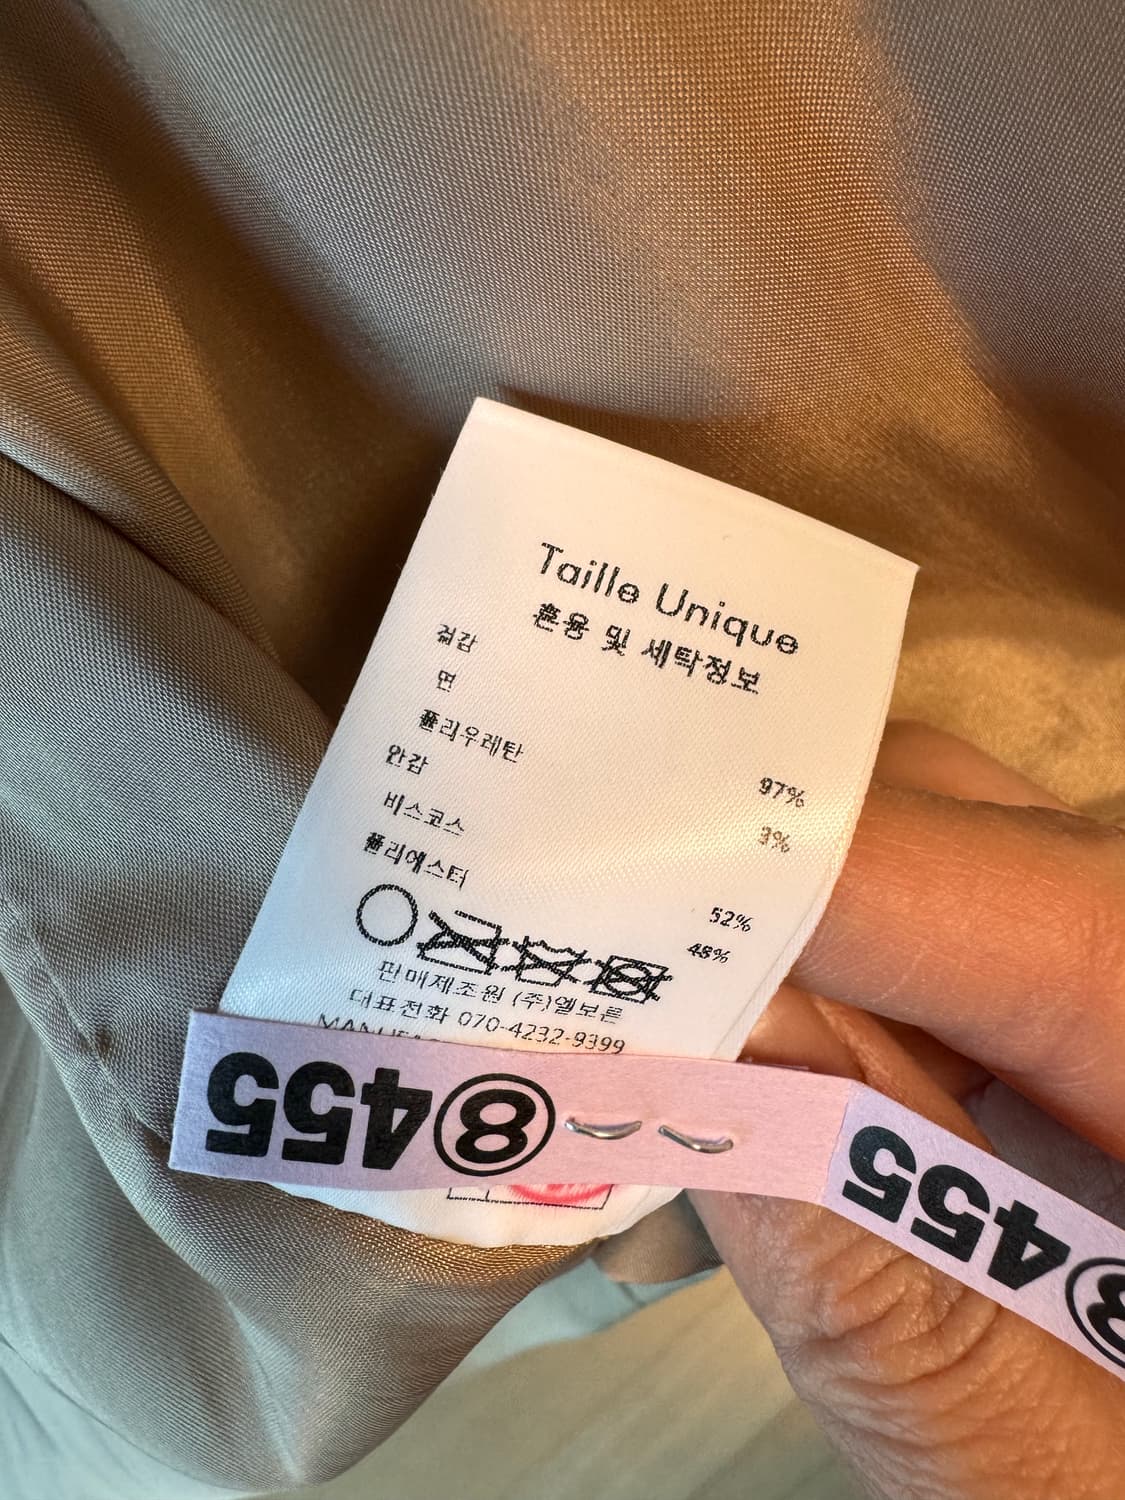 Taille Unique
혼용 및 세탁정보
겉감
면 97%
폴리우레탄 3%
안감
비스코스 52%
폴리에스터 48%
판매제조원 (주)엘보른
대표전화 070-4232-9399
⑧455
⑧455